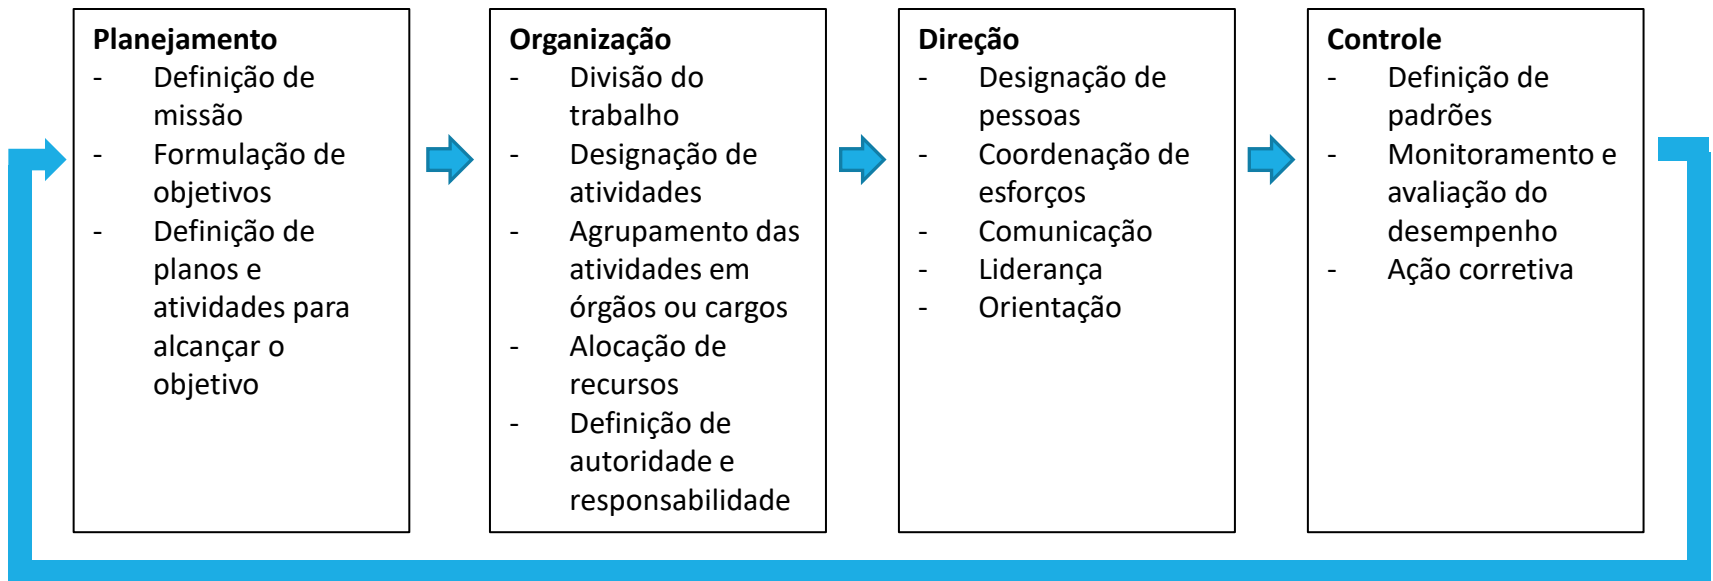 Planejamento
- Definição de
missão
- Formulação de
objetivos
- Definição de
planos e
atividades para
alcançar o
objetivo
Organização
- Divisão do
trabalho
- Designação de
atividades
- Agrupamento das
atividades em
órgãos ou cargos
- Alocação de
recursos
- Definição de
autoridade e
responsabilidade
Direção
- Designação de
pessoas
- Coordenação de
esforços
- Comunicação
- Liderança
- Orientação
Controle
- Definição de
padrões
- Monitoramento e
avaliação do
desempenho
- Ação corretiva